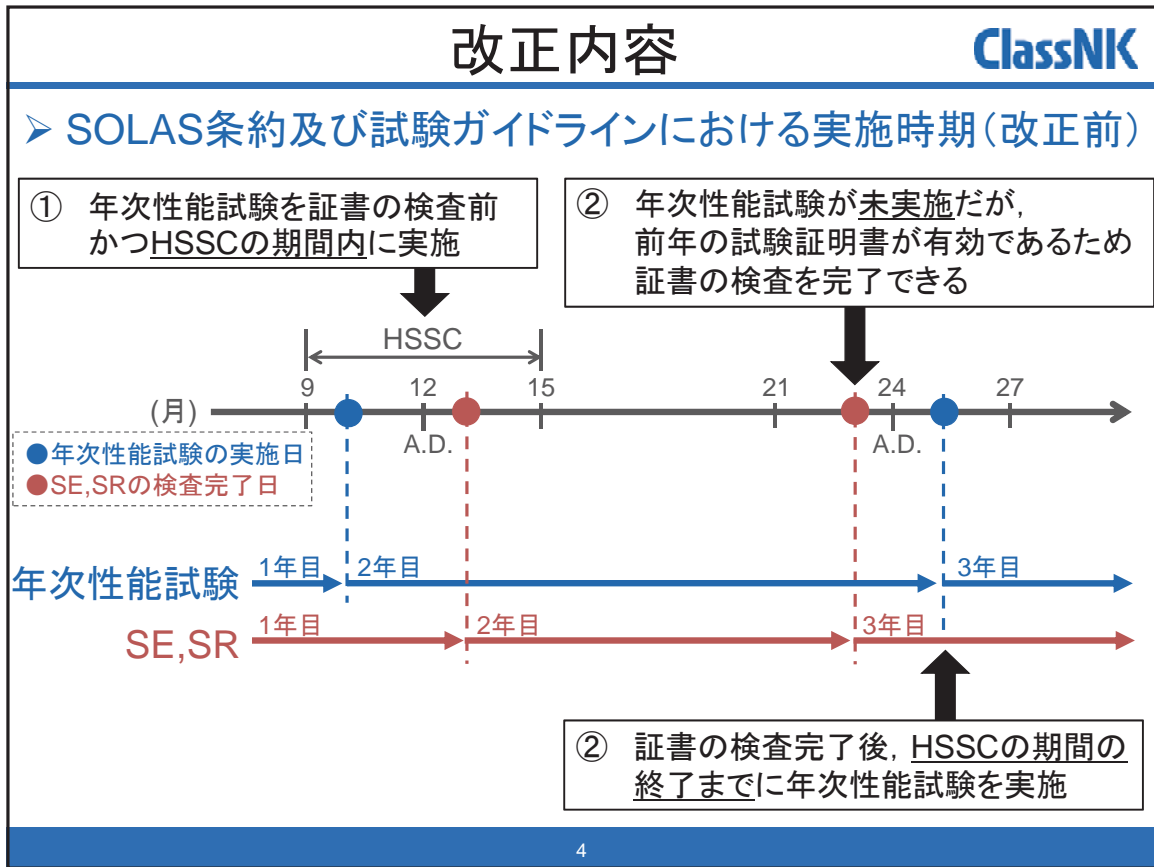 改正内容
ClassNK
➢ SOLAS条約及び試験ガイドラインにおける実施時期(改正前)
① 年次性能試験を証書の検査前
かつHSSCの期間内に実施
② 年次性能試験が未実施だが,
前年の試験証明書が有効であるため
証書の検査を完了できる
HSSC
9 12 15 21 24 27
(月)
A.D. A.D.
●年次性能試験の実施日
●SE,SRの検査完了日
年次性能試験 1年目 2年目 3年目
SE,SR 1年目 2年目 3年目
② 証書の検査完了後, HSSCの期間の
終了までに年次性能試験を実施
4